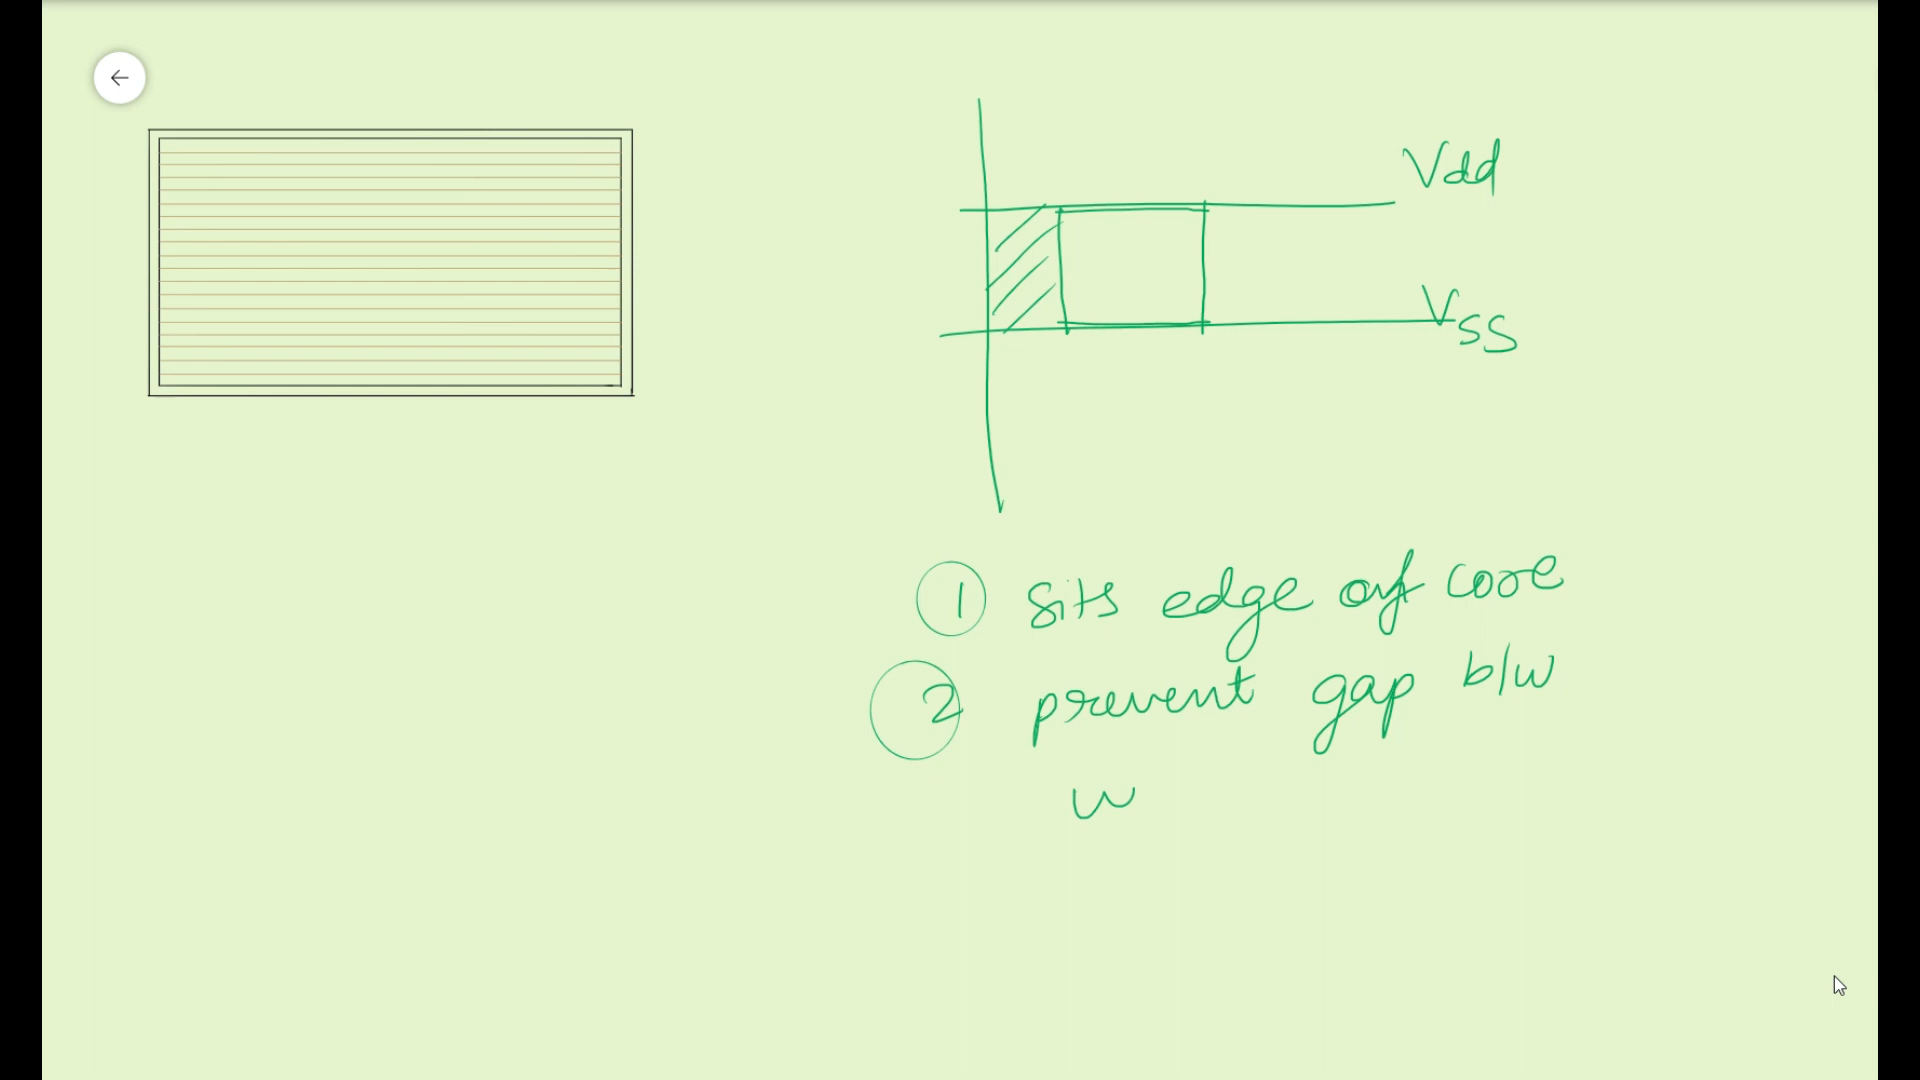 Vdd
Vss
1 sits edge of core
2 prevent gap b/w
w